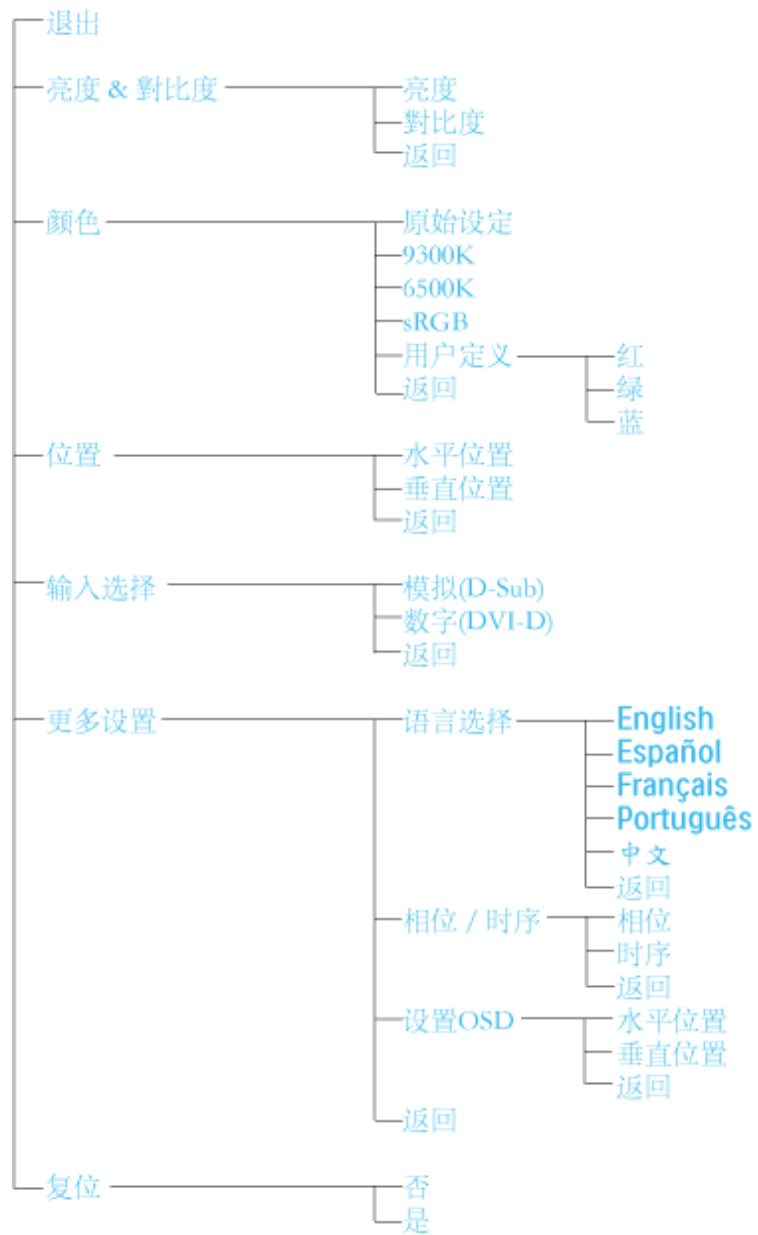 退出
亮度 & 對比度 亮度
對比度
返回
颜色 原始设定
9300K
6500K
sRGB
用户定义 红
返回 绿
蓝
位置 水平位置
垂直位置
返回
输入选择 模拟(D-Sub)
数字(DVI-D)
返回
更多设置 语言选择 English
Español
Français
Português
中文
返回
相位 / 时序 相位
时序
返回
设置OSD 水平位置
垂直位置
返回
返回
复位 否
是